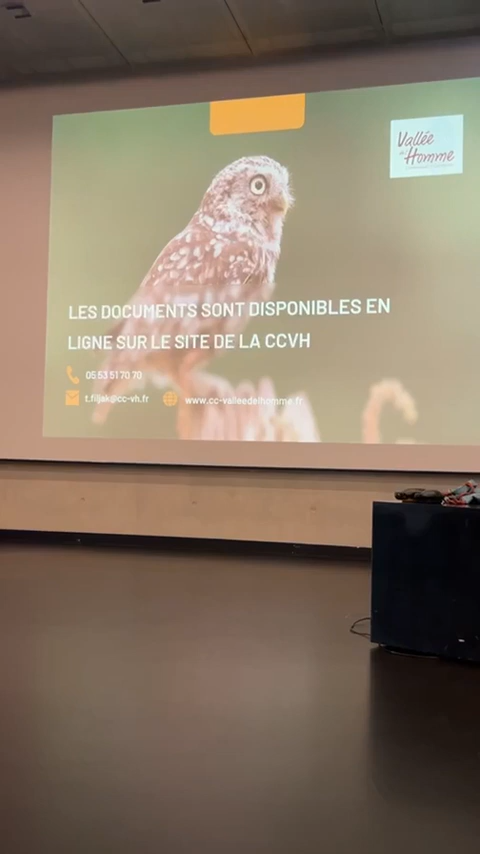 Vallée
de l'Homme
LES DOCUMENTS SONT DISPONIBLES EN
LIGNE SUR LE SITE DE LA CCVH
05 53 51 70 70
t.filjak@cc-vh.fr
www.cc-valleedelhomme.fr